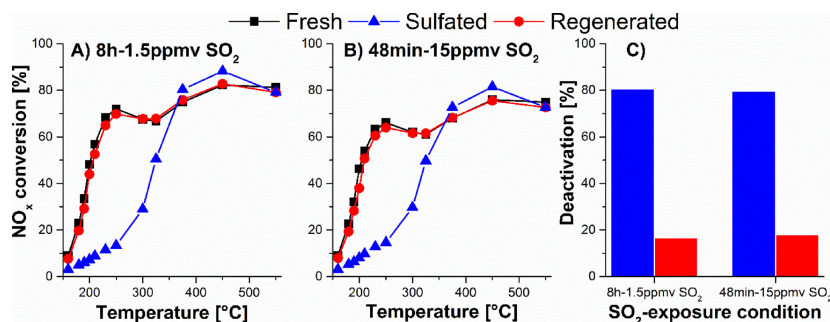 Fresh Sulfated Regenerated
A) 8h-1.5ppmv SO₂
B) 48min-15ppmv SO₂
C)
NOₓ conversion [%]
100
80
60
40
20
0
200 300 400 500
Temperature [°C]
200 300 400 500
Temperature [°C]
Deactivation [%]
100
80
60
40
20
0
8h-1.5ppmv SO₂ 48min-15ppmv SO₂
SO₂-exposure condition